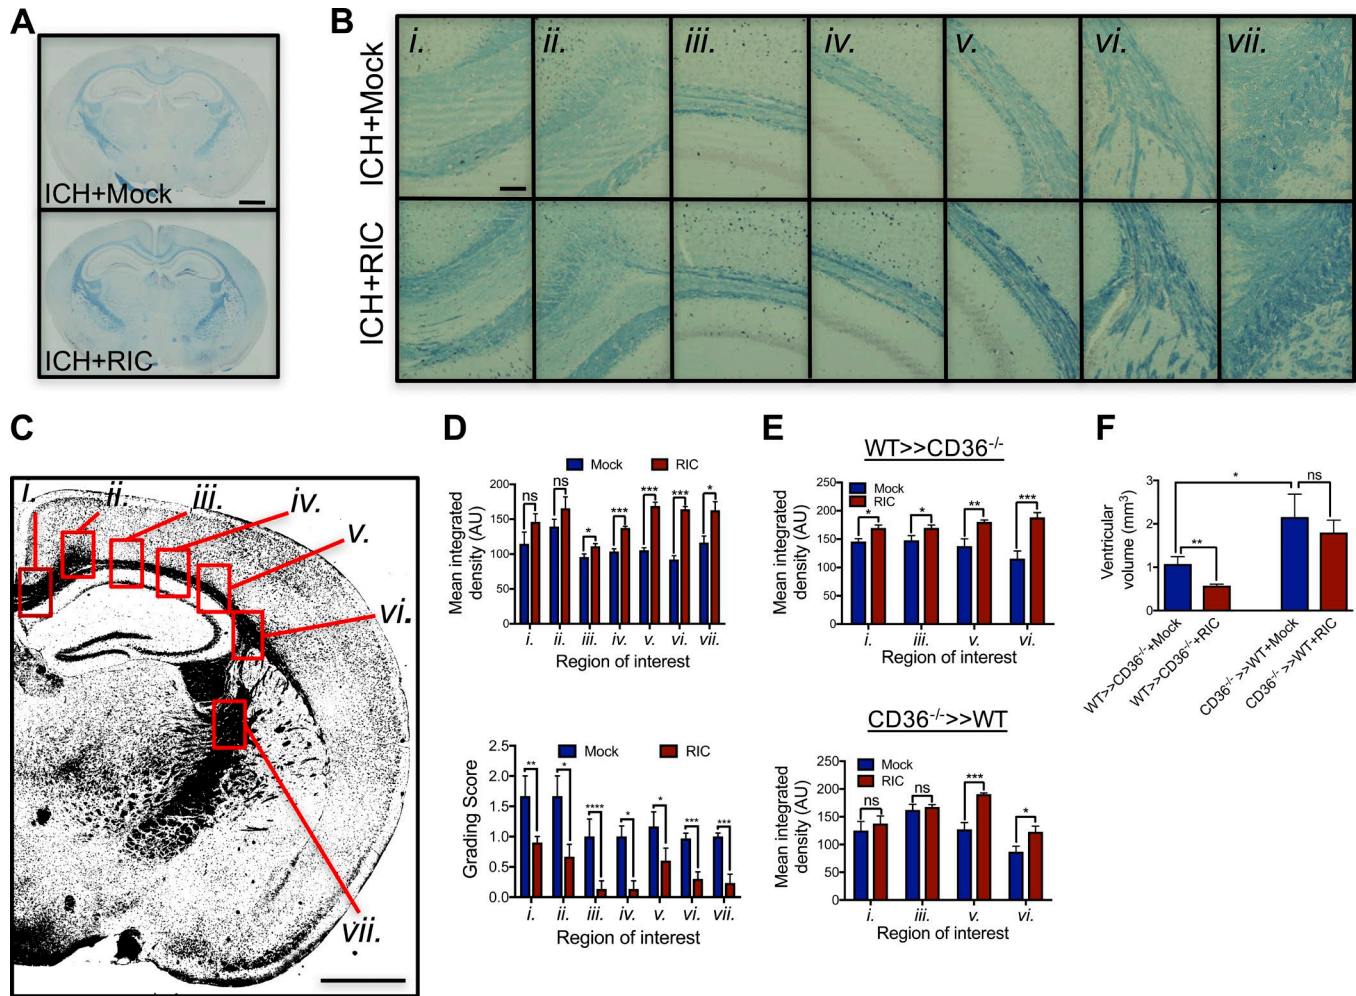 A
ICH+Mock
ICH+RIC
B
i. ii. iii. iv. v. vi. vii.
ICH+Mock
ICH+RIC
C
i.
ii.
iii.
iv.
v.
vi.
vii.
D
Mock RIC
Mean integrated
density (AU)
200
150
100
50
0
ns ns * *** *** *** *
i. ii. iii. iv. v. vi. vii.
Region of interest
Mock RIC
Grading Score
2.5
2.0
1.5
1.0
0.5
0.0
** * **** * * *** ***
i. ii. iii. iv. v. vi. vii.
Region of interest
E
WT>>CD36-/-
Mock
RIC
Mean integrated
density (AU)
250
200
150
100
50
0
* * ** ***
i. iii. v. vi.
Region of interest
CD36-/->>WT
Mock
RIC
Mean integrated
density (AU)
250
200
150
100
50
0
ns ns *** *
i. iii. v. vi.
Region of interest
F
Ventricular
volume (mm3)
3
2
1
0
* ns
**
WT>>CD36-/-+Mock
WT>>CD36-/-+RIC
CD36-/->>WT+Mock
CD36-/->>WT+RIC